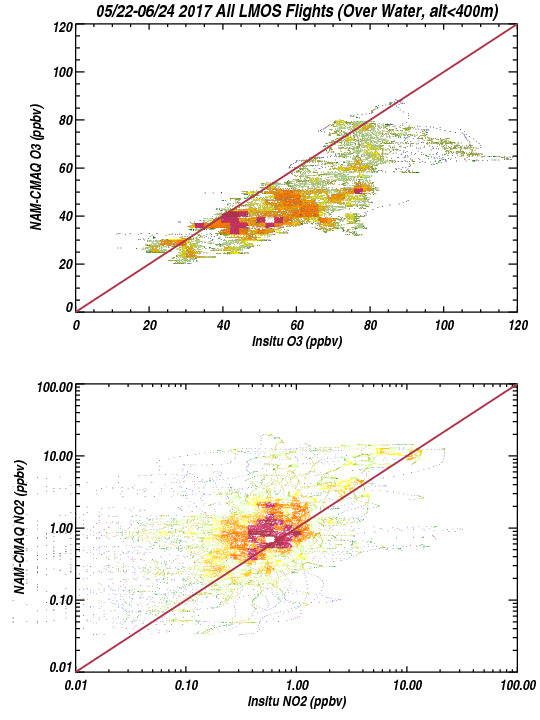 05/22-06/24 2017 All LMOS Flights (Over Water, alt<400m)
120
100
80
60
40
20
0
NAM-CMAQ O3 (ppbv)
0 20 40 60 80 100 120
Insitu O3 (ppbv)
100.00
10.00
1.00
0.10
0.01
NAM-CMAQ NO2 (ppbv)
0.01 0.10 1.00 10.00 100.00
Insitu NO2 (ppbv)